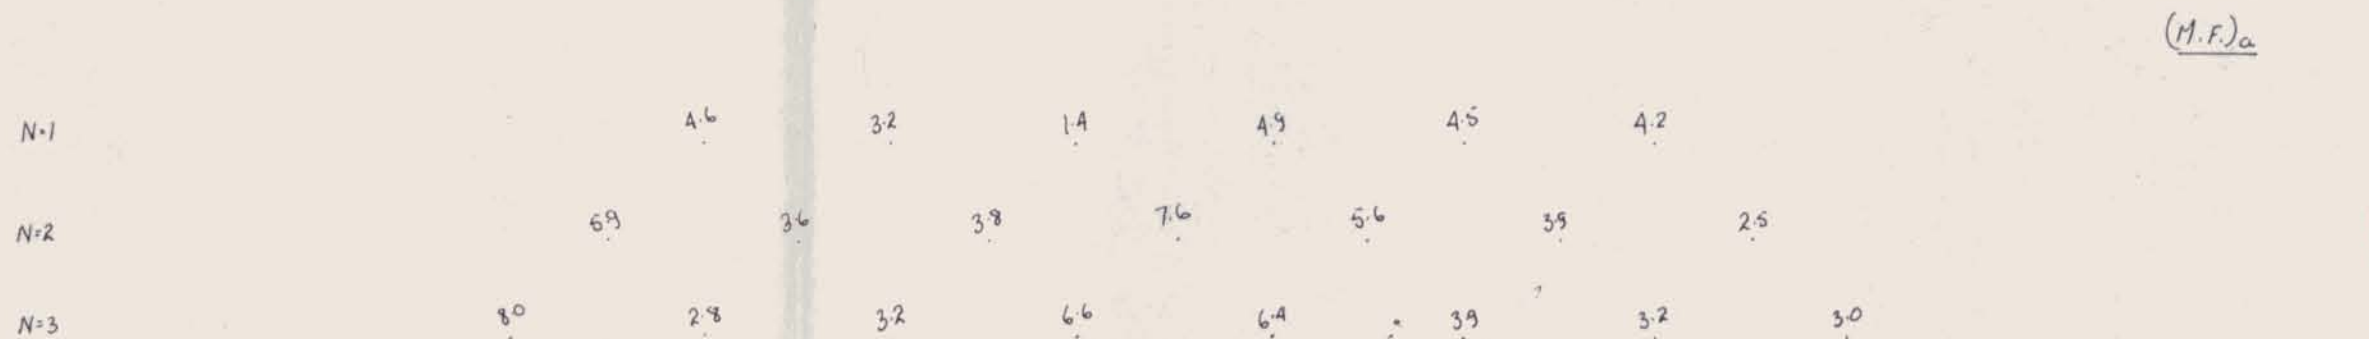 (M.F.)a
N=1 4.6 3.2 1.4 4.9 4.5 4.2
N=2 5.9 3.6 3.8 7.6 5.6 3.9 2.5
N=3 8.0 2.8 3.2 6.6 6.4 3.9 3.2 3.0